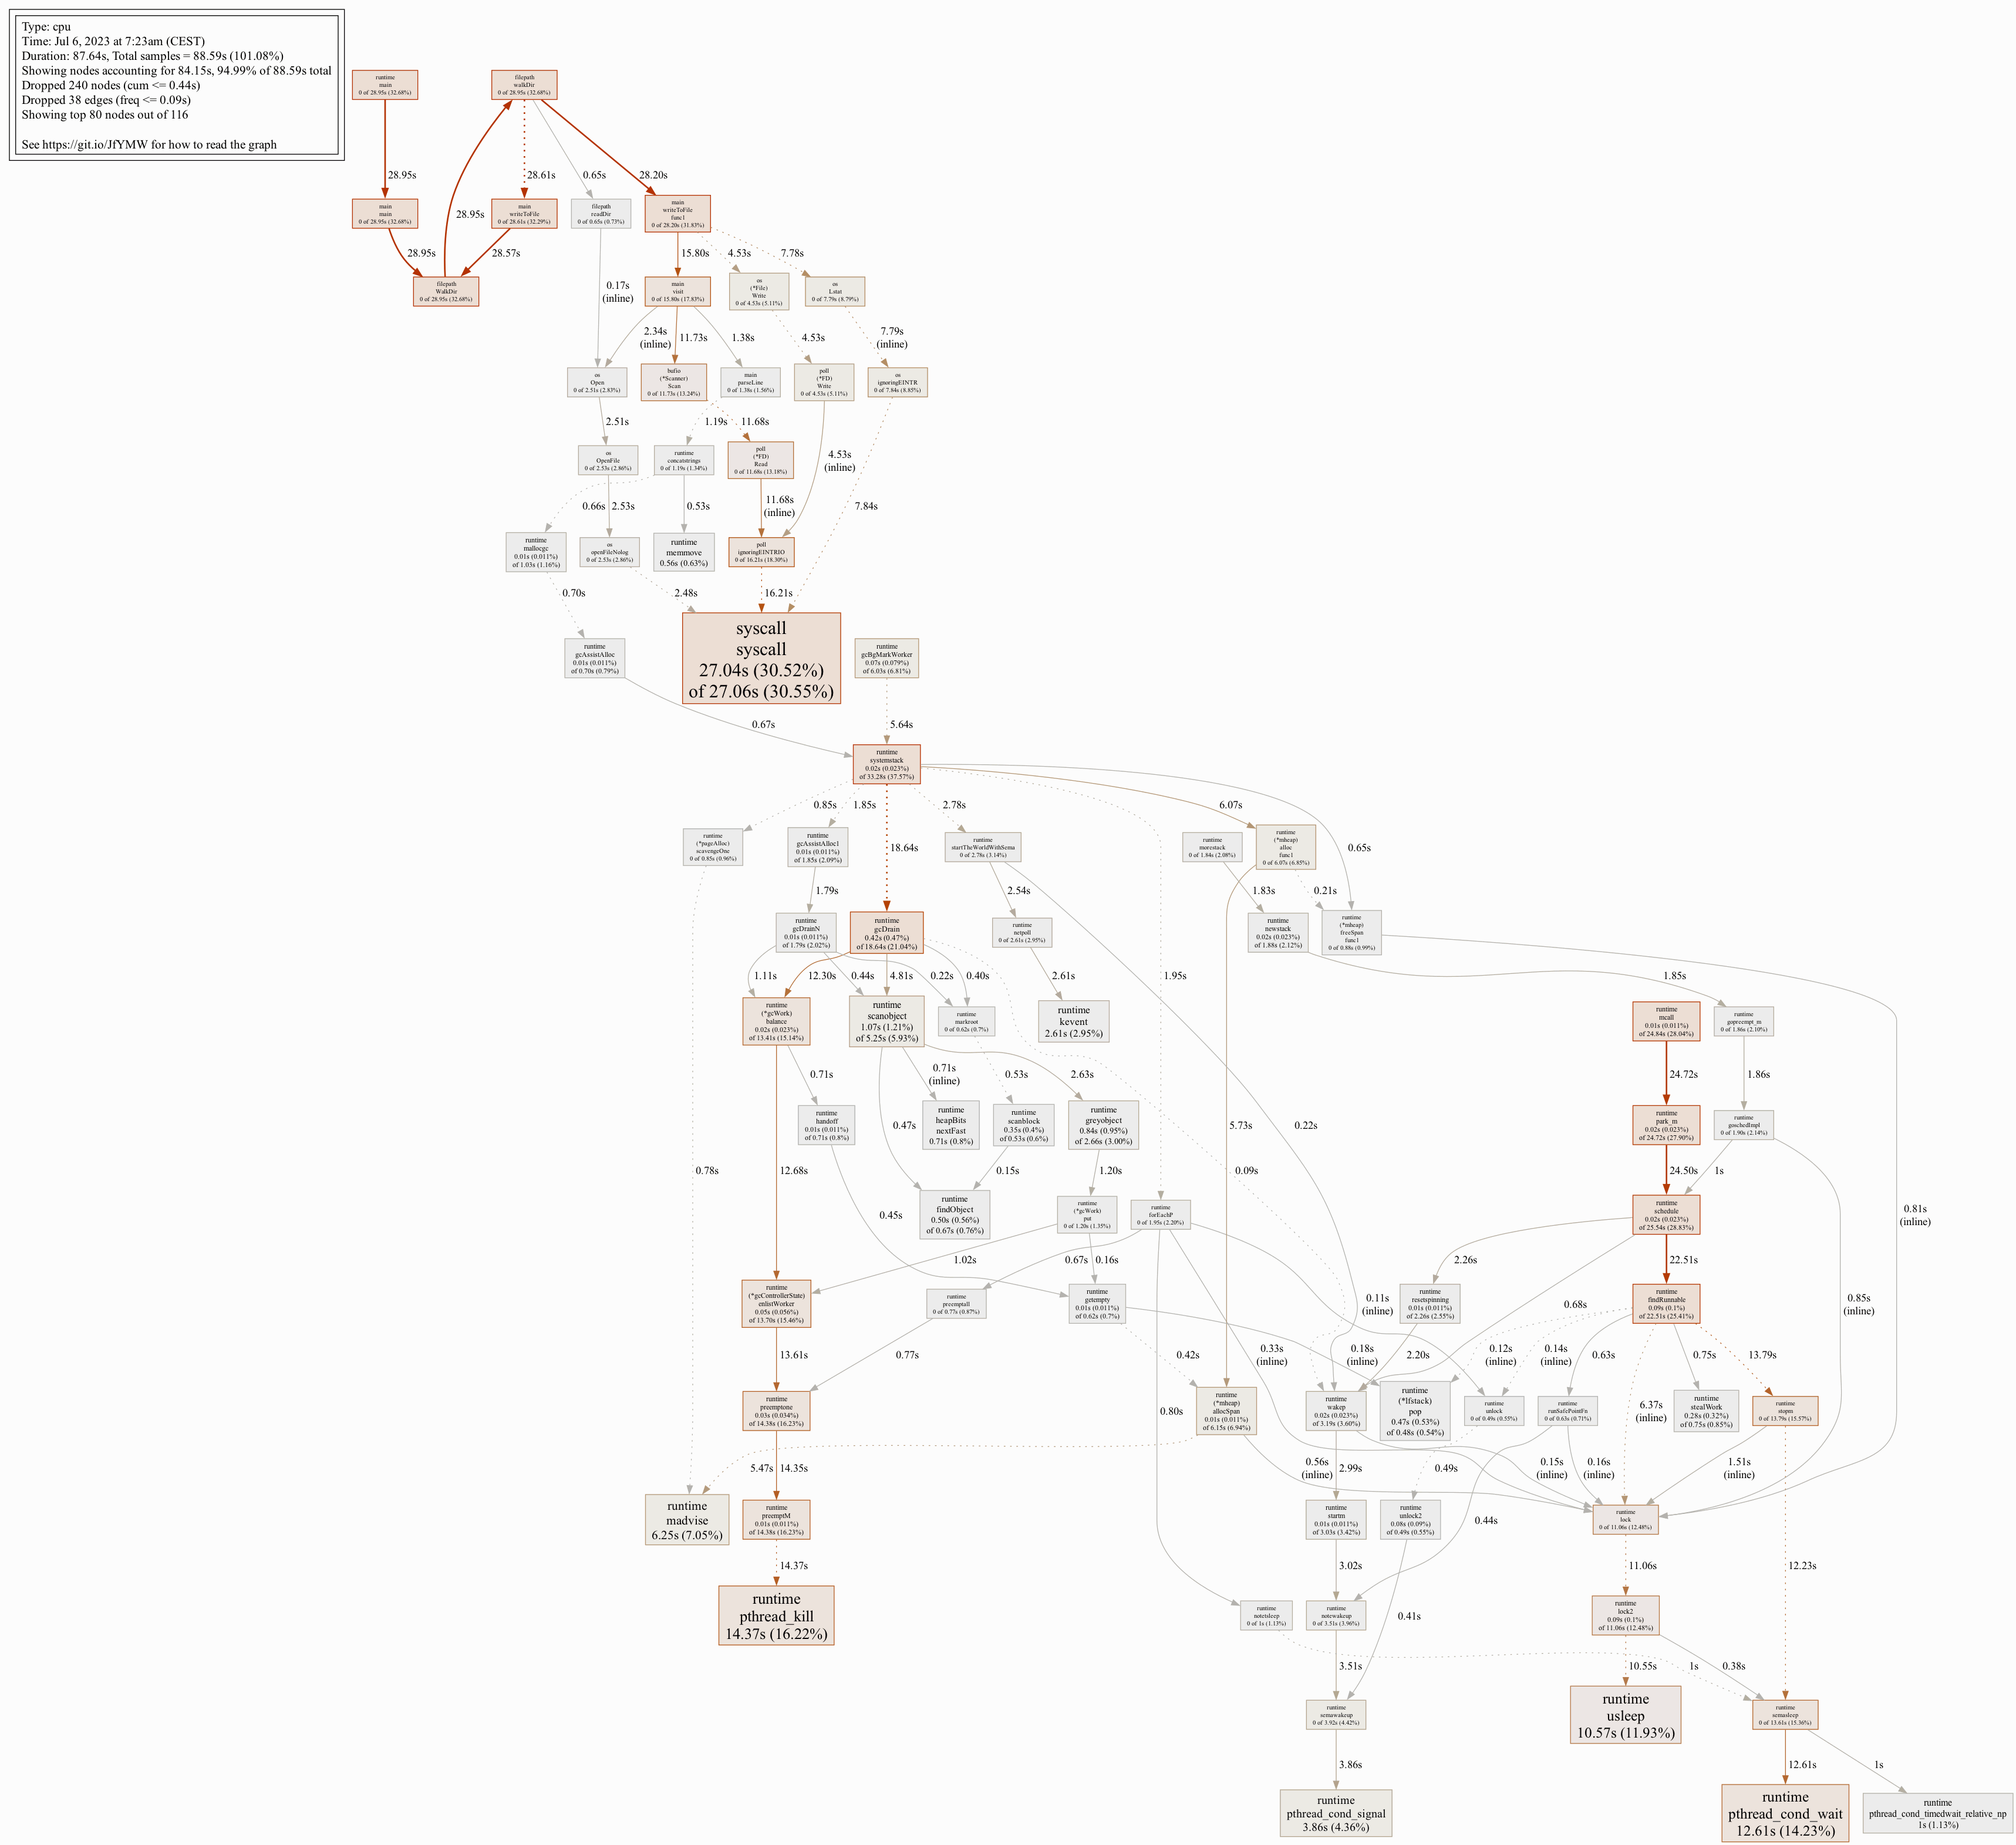 Type: cpu
Time: Jul 6, 2023 at 7:23am (CEST)
Duration: 87.64s, Total samples = 88.59s (101.08%)
Showing nodes accounting for 84.15s, 94.99% of 88.59s total
Dropped 240 nodes (cum <= 0.44s)
Dropped 38 edges (freq <= 0.09s)
Showing top 80 nodes out of 116
See https://git.io/JfYMW for how to read the graph
runtime
main
0 of 28.95s (32.68%)
filepath
walkDir
0 of 28.95s (32.68%)
28.95s
28.61s
0.65s
28.20s
main
main
0 of 28.95s (32.68%)
main
writeToFile
0 of 28.61s (32.29%)
filepath
readDir
0 of 0.65s (0.73%)
main
writeToFile
func1
0 of 28.20s (31.83%)
28.95s
28.95s
28.57s
0.17s
(inline)
15.80s
4.53s
7.78s
filepath
WalkDir
0 of 28.95s (32.68%)
main
visit
0 of 15.80s (17.83%)
os
(*File)
Write
0 of 4.53s (5.11%)
os
Lstat
0 of 7.79s (8.79%)
2.34s
(inline)
11.73s
1.38s
4.53s
7.79s
(inline)
os
Open
0 of 2.51s (2.83%)
bufio
(*Scanner)
Scan
0 of 11.73s (13.24%)
main
parseLine
0 of 1.38s (1.56%)
poll
(*FD)
Write
0 of 4.53s (5.11%)
os
ignoringEINTR
0 of 7.84s (8.85%)
2.51s
1.19s
11.68s
4.53s
(inline)
7.84s
os
OpenFile
0 of 2.53s (2.86%)
runtime
concatstrings
0 of 1.19s (1.34%)
poll
(*FD)
Read
0 of 11.68s (13.18%)
0.66s
2.53s
0.53s
11.68s
(inline)
runtime
mallocgc
0.01s (0.011%)
of 1.03s (1.16%)
os
openFileNolog
0 of 2.53s (2.86%)
runtime
memmove
0.56s (0.63%)
poll
ignoringEINTRIO
0 of 16.21s (18.30%)
0.70s
2.48s
16.21s
runtime
gcAssistAlloc
0.01s (0.011%)
of 0.70s (0.79%)
syscall
syscall
27.04s (30.52%)
of 27.06s (30.55%)
runtime
gcBgMarkWorker
0.07s (0.079%)
of 6.03s (6.81%)
0.67s
5.64s
runtime
systemstack
0.02s (0.023%)
of 33.28s (37.57%)
0.85s
1.85s
18.64s
2.78s
1.95s
6.07s
0.65s
runtime
(*pageAlloc)
scavengeOne
0 of 0.85s (0.96%)
runtime
gcAssistAlloc1
0.01s (0.011%)
of 1.85s (2.09%)
runtime
startTheWorldWithSema
0 of 2.78s (3.14%)
runtime
morestack
0 of 1.84s (2.08%)
runtime
(*mheap)
alloc
func1
0 of 6.07s (6.85%)
1.79s
2.54s
1.83s
0.21s
runtime
gcDrainN
0.01s (0.011%)
of 1.79s (2.02%)
runtime
gcDrain
0.42s (0.47%)
of 18.64s (21.04%)
runtime
netpoll
0 of 2.61s (2.95%)
runtime
newstack
0.02s (0.023%)
of 1.88s (2.12%)
runtime
(*mheap)
freeSpan
func1
0 of 0.88s (0.99%)
1.11s
12.30s
0.44s
4.81s
0.22s
0.40s
2.61s
1.85s
runtime
(*gcWork)
balance
0.02s (0.023%)
of 13.41s (15.14%)
runtime
scanobject
1.07s (1.21%)
of 5.25s (5.93%)
runtime
markroot
0 of 0.62s (0.7%)
runtime
kevent
2.61s (2.95%)
runtime
mcall
0.01s (0.011%)
of 24.84s (28.04%)
runtime
gopreempt_m
0 of 1.86s (2.10%)
0.71s
0.71s
(inline)
0.53s
2.63s
24.72s
1.86s
runtime
handoff
0.01s (0.011%)
of 0.71s (0.8%)
0.47s
runtime
heapBits
nextFast
0.71s (0.8%)
runtime
scanblock
0.35s (0.4%)
of 0.53s (0.6%)
runtime
greyobject
0.84s (0.95%)
of 2.66s (3.00%)
5.73s
0.22s
runtime
park_m
0.02s (0.023%)
of 24.72s (27.90%)
runtime
goschedImpl
0 of 1.90s (2.14%)
0.78s
12.68s
0.15s
1.20s
0.09s
24.50s
1s
runtime
findObject
0.50s (0.56%)
of 0.67s (0.76%)
runtime
(*gcWork)
put
0 of 1.20s (1.35%)
runtime
forEachP
0 of 1.95s (2.20%)
runtime
schedule
0.02s (0.023%)
of 25.54s (28.83%)
0.81s
(inline)
0.45s
1.02s
0.67s
0.16s
2.26s
22.51s
runtime
(*gcControllerState)
enlistWorker
0.05s (0.056%)
of 13.70s (15.46%)
runtime
preemptall
0 of 0.77s (0.87%)
runtime
getempty
0.01s (0.011%)
of 0.62s (0.7%)
0.11s
(inline)
runtime
resetspinning
0.01s (0.011%)
of 2.26s (2.55%)
0.68s
runtime
findRunnable
0.09s (0.1%)
of 22.51s (25.41%)
0.85s
(inline)
13.61s
0.77s
0.42s
0.33s
(inline)
0.18s
(inline)
2.20s
0.12s
(inline)
0.14s
(inline)
0.63s
0.75s
13.79s
runtime
preemptone
0.03s (0.034%)
of 14.38s (16.23%)
0.80s
runtime
(*mheap)
allocSpan
0.01s (0.011%)
of 6.15s (6.94%)
runtime
wakep
0.02s (0.023%)
of 3.19s (3.60%)
runtime
(*lfstack)
pop
0.47s (0.53%)
of 0.48s (0.54%)
runtime
unlock
0 of 0.49s (0.55%)
runtime
runSafePointFn
0 of 0.63s (0.71%)
6.37s
(inline)
runtime
stealWork
0.28s (0.32%)
of 0.75s (0.85%)
runtime
stopm
0 of 13.79s (15.57%)
5.47s
14.35s
0.56s
(inline)
2.99s
0.49s
0.15s
(inline)
0.16s
(inline)
1.51s
(inline)
runtime
madvise
6.25s (7.05%)
runtime
preemptM
0.01s (0.011%)
of 14.38s (16.23%)
runtime
startm
0.01s (0.011%)
of 3.03s (3.42%)
runtime
unlock2
0.08s (0.09%)
of 0.49s (0.55%)
0.44s
runtime
lock
0 of 11.06s (12.48%)
14.37s
3.02s
11.06s
12.23s
runtime
pthread_kill
14.37s (16.22%)
runtime
notetsleep
0 of 1s (1.13%)
runtime
notewakeup
0 of 3.51s (3.96%)
0.41s
runtime
lock2
0.09s (0.1%)
of 11.06s (12.48%)
3.51s
10.55s
1s
0.38s
runtime
semawakeup
0 of 3.92s (4.42%)
runtime
usleep
10.57s (11.93%)
runtime
semasleep
0 of 13.61s (15.36%)
3.86s
12.61s
1s
runtime
pthread_cond_signal
3.86s (4.36%)
runtime
pthread_cond_wait
12.61s (14.23%)
runtime
pthread_cond_timedwait_relative_np
1s (1.13%)